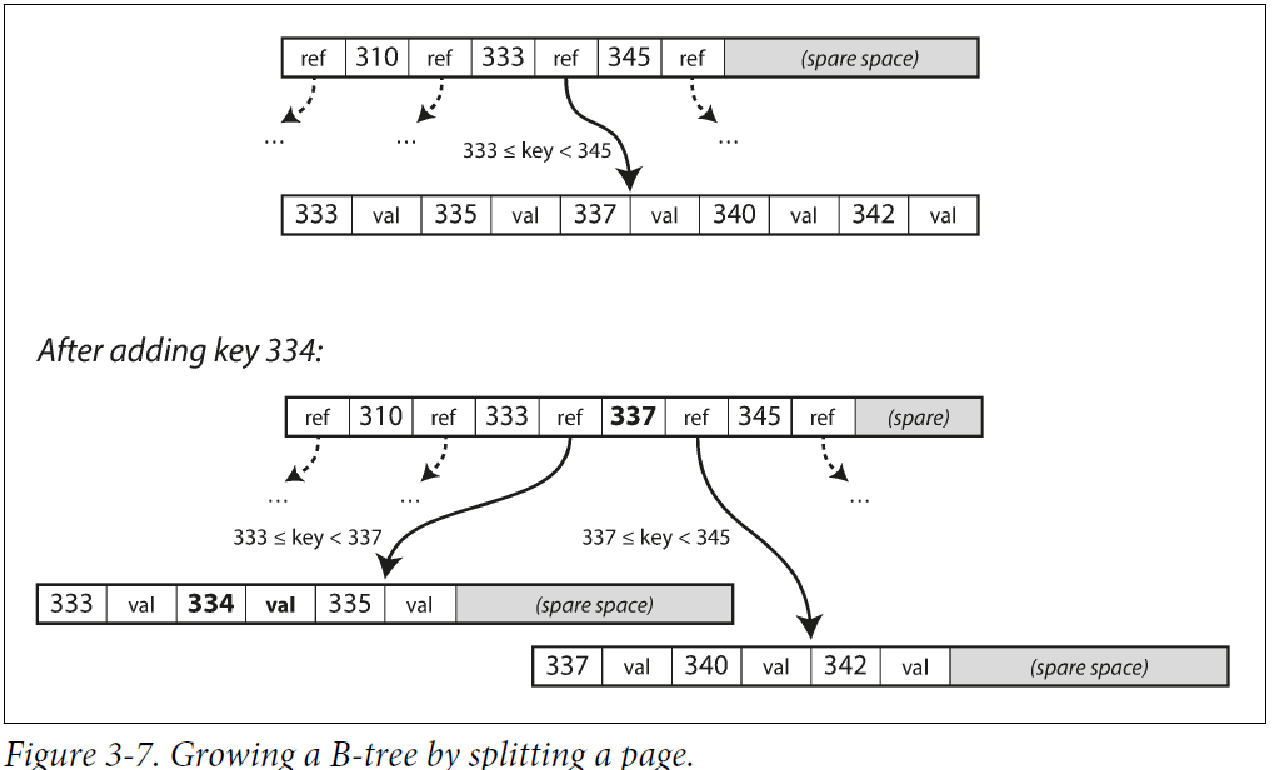 ref 310 ref 333 ref 345 ref (spare space)
... ... ...
333 ≤ key < 345
333 val 335 val 337 val 340 val 342 val
After adding key 334:
ref 310 ref 333 ref 337 ref 345 ref (spare)
... ... ...
333 ≤ key < 337 337 ≤ key < 345
333 val 334 val 335 val (spare space)
337 val 340 val 342 val (spare space)
Figure 3-7. Growing a B-tree by splitting a page.